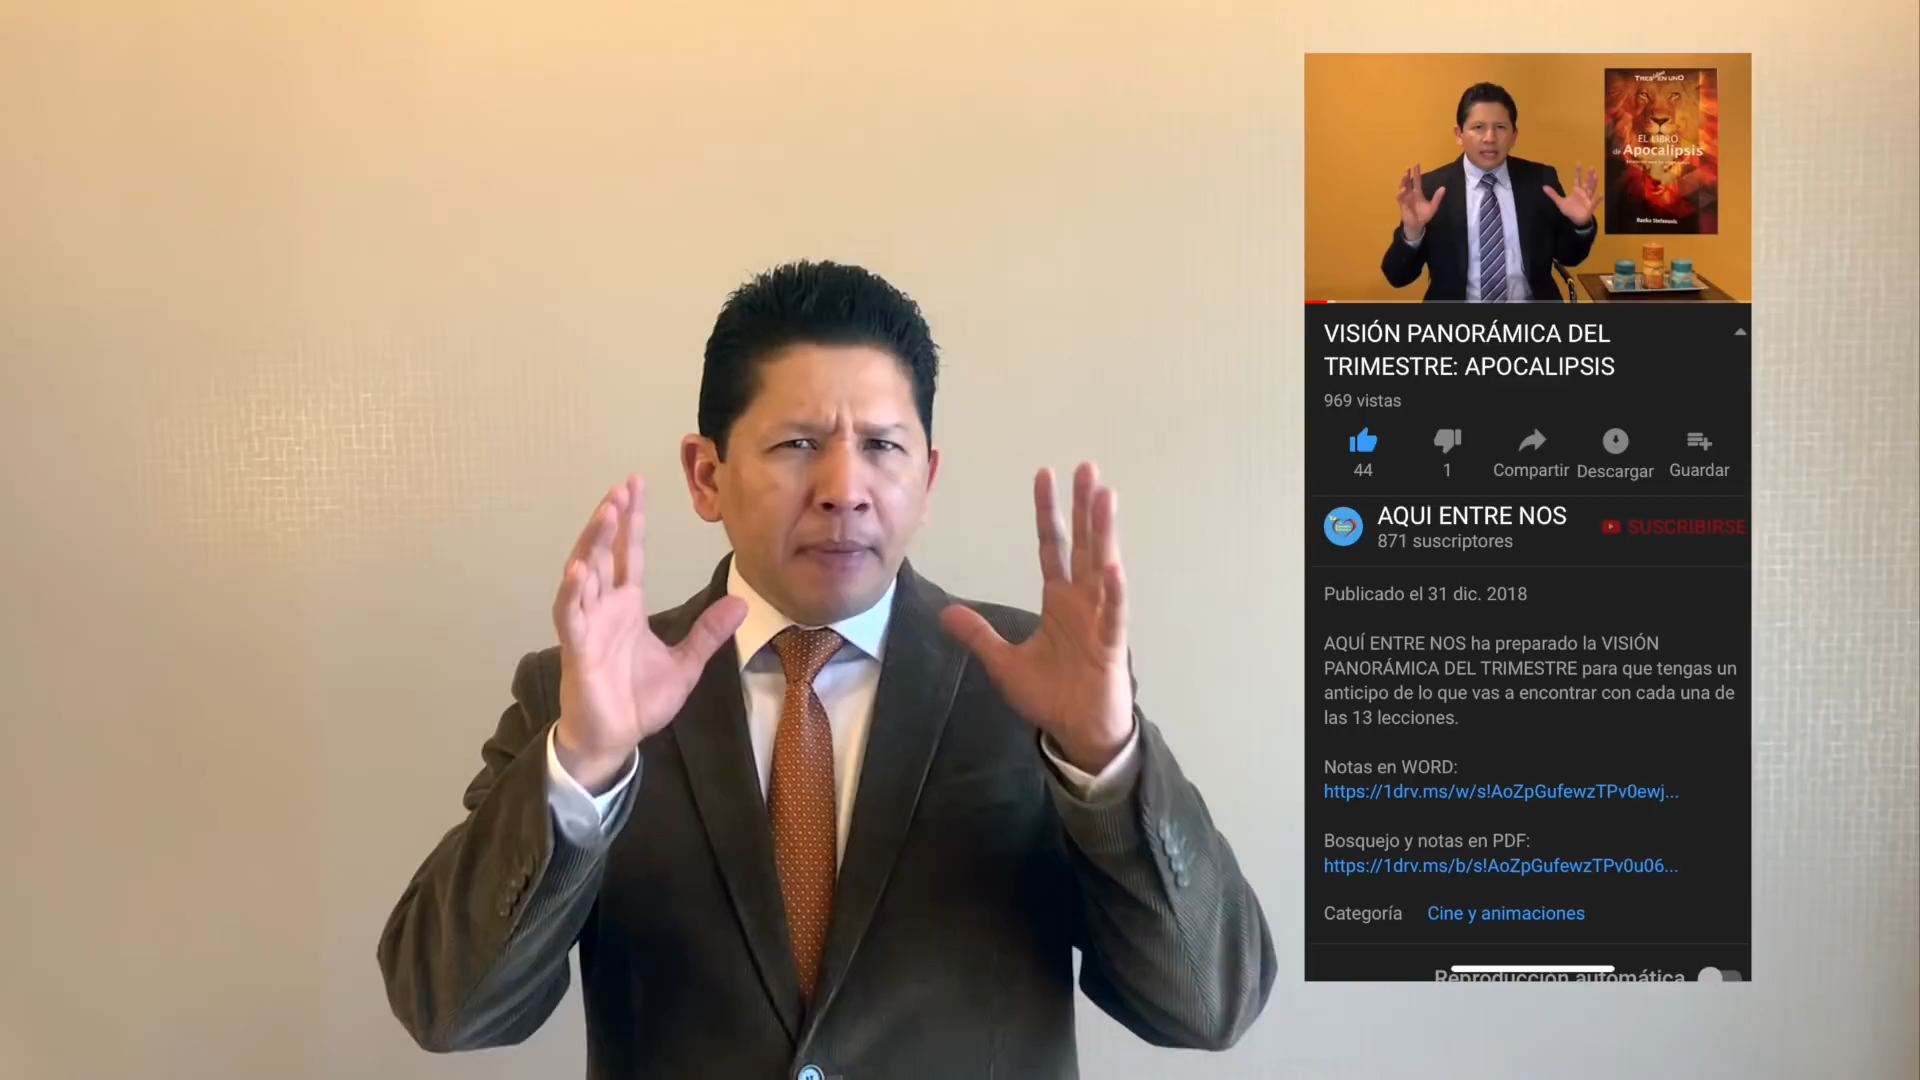 TRES libros EN UNO
EL LIBRO
de Apocalipsis
Ranko Stefanovic
VISIÓN PANORÁMICA DEL
TRIMESTRE: APOCALIPSIS
969 vistas
44
1
Compartir
Descargar
Guardar
AQUI ENTRE NOS
871 suscriptores
SUSCRIBIRSE
Publicado el 31 dic. 2018
AQUÍ ENTRE NOS ha preparado la VISIÓN
PANORÁMICA DEL TRIMESTRE para que tengas un
anticipo de lo que vas a encontrar con cada una de
las 13 lecciones.
Notas en WORD:
https://1drv.ms/w/s!AoZpGufewzTPv0ewj...
Bosquejo y notas en PDF:
https://1drv.ms/b/s!AoZpGufewzTPv0u06...
Categoría Cine y animaciones
Reproducción automática